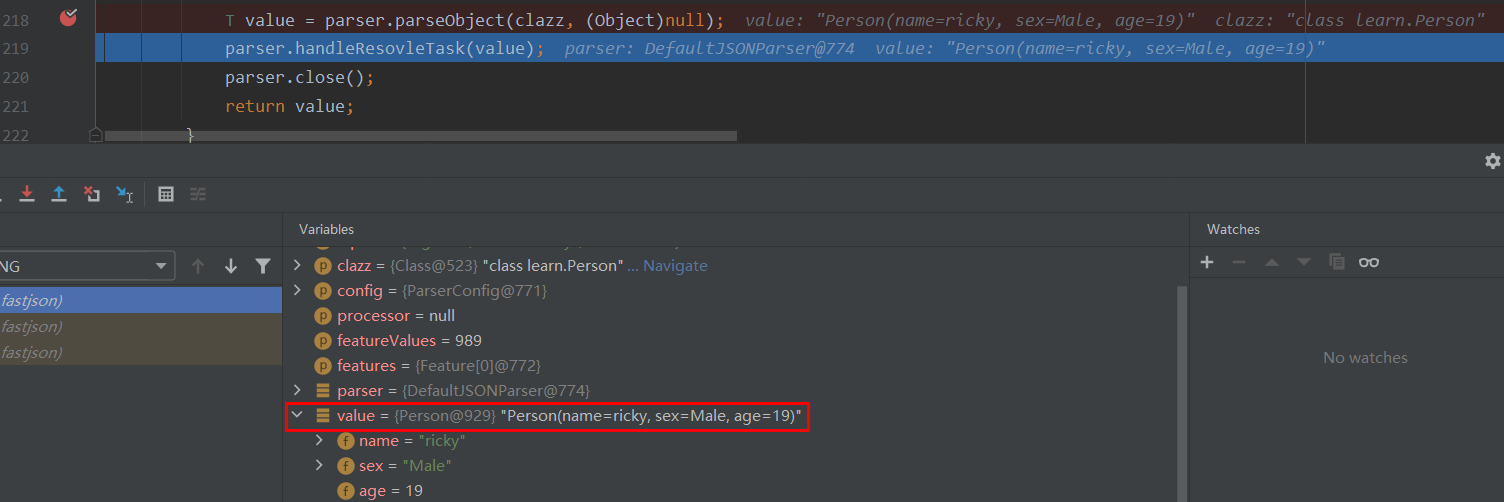 218 T value = parser.parseObject(clazz, (Object)null); value: "Person(name=ricky, sex=Male, age=19)" clazz: "class learn.Person"
219 parser.handleResovleTask(value); parser: DefaultJSONParser@774 value: "Person(name=ricky, sex=Male, age=19)"
220 parser.close();
221 return value;
222 }
Variables
Watches
NG
fastjson)
fastjson)
fastjson)
clazz = {Class@523} "class learn.Person" ... Navigate
config = {ParserConfig@771}
processor = null
featureValues = 989
features = {Feature[0]@772}
parser = {DefaultJSONParser@774}
value = {Person@929} "Person(name=ricky, sex=Male, age=19)"
name = "ricky"
sex = "Male"
age = 19
No watches